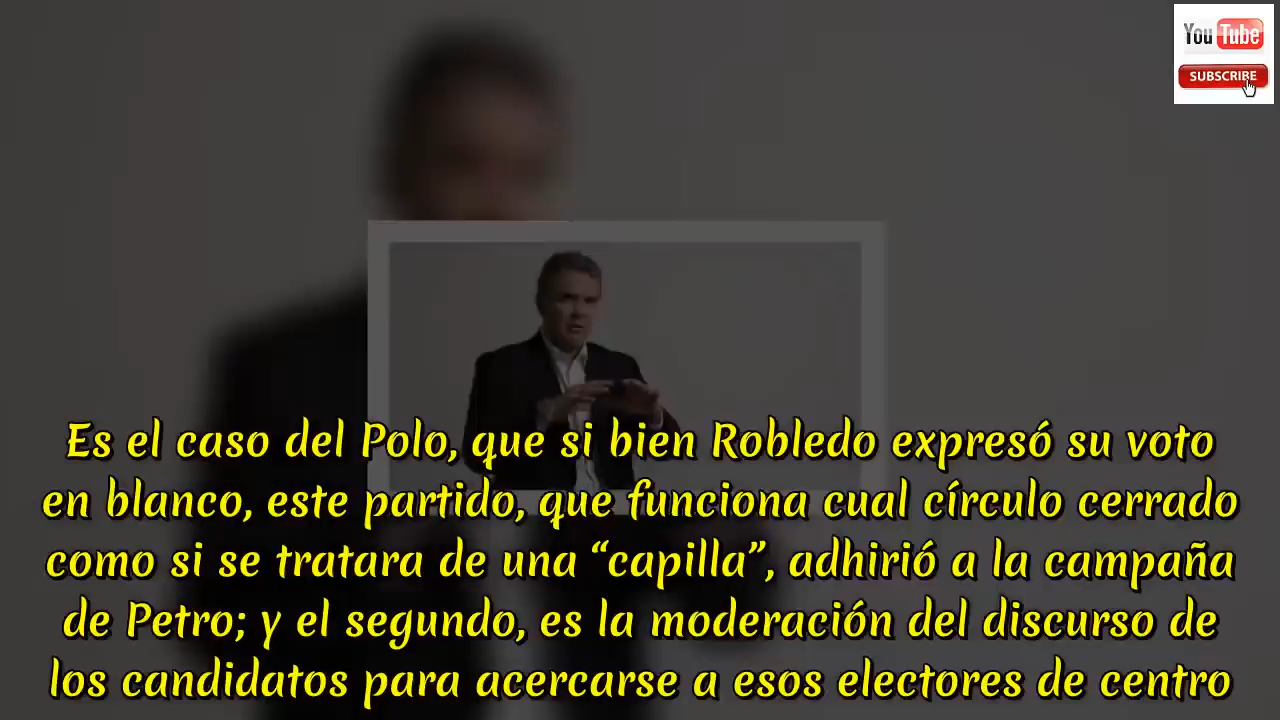 You Tube
SUBSCRIBE
Es el caso del Polo, que si bien Robledo expresó su voto
en blanco, este partido, que funciona cual círculo cerrado
como si se tratara de una “capilla”, adhirió a la campaña
de Petro; y el segundo, es la moderación del discurso de
los candidatos para acercarse a esos electores de centro